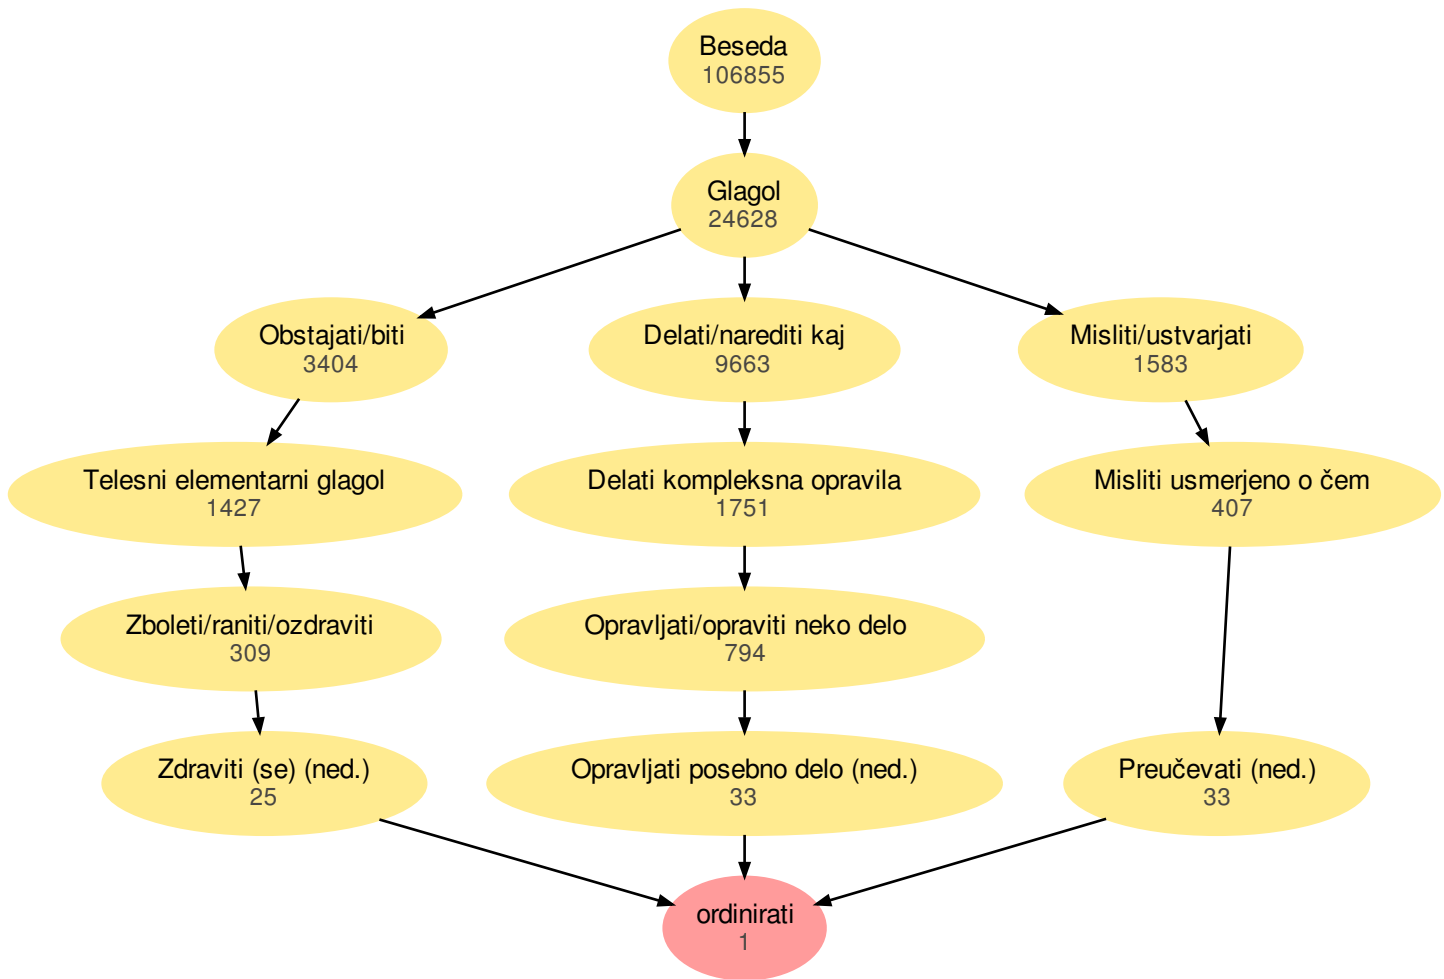 Beseda
106855
Glagol
24628
Obstajati/biti
3404
Delati/narediti kaj
9663
Misliti/ustvarjati
1583
Telesni elementarni glagol
1427
Delati kompleksna opravila
1751
Misliti usmerjeno o čem
407
Zboleti/raniti/ozdraviti
309
Opravljati/opraviti neko delo
794
Zdraviti (se) (ned.)
25
Opravljati posebno delo (ned.)
33
Preučevati (ned.)
33
ordinirati
1